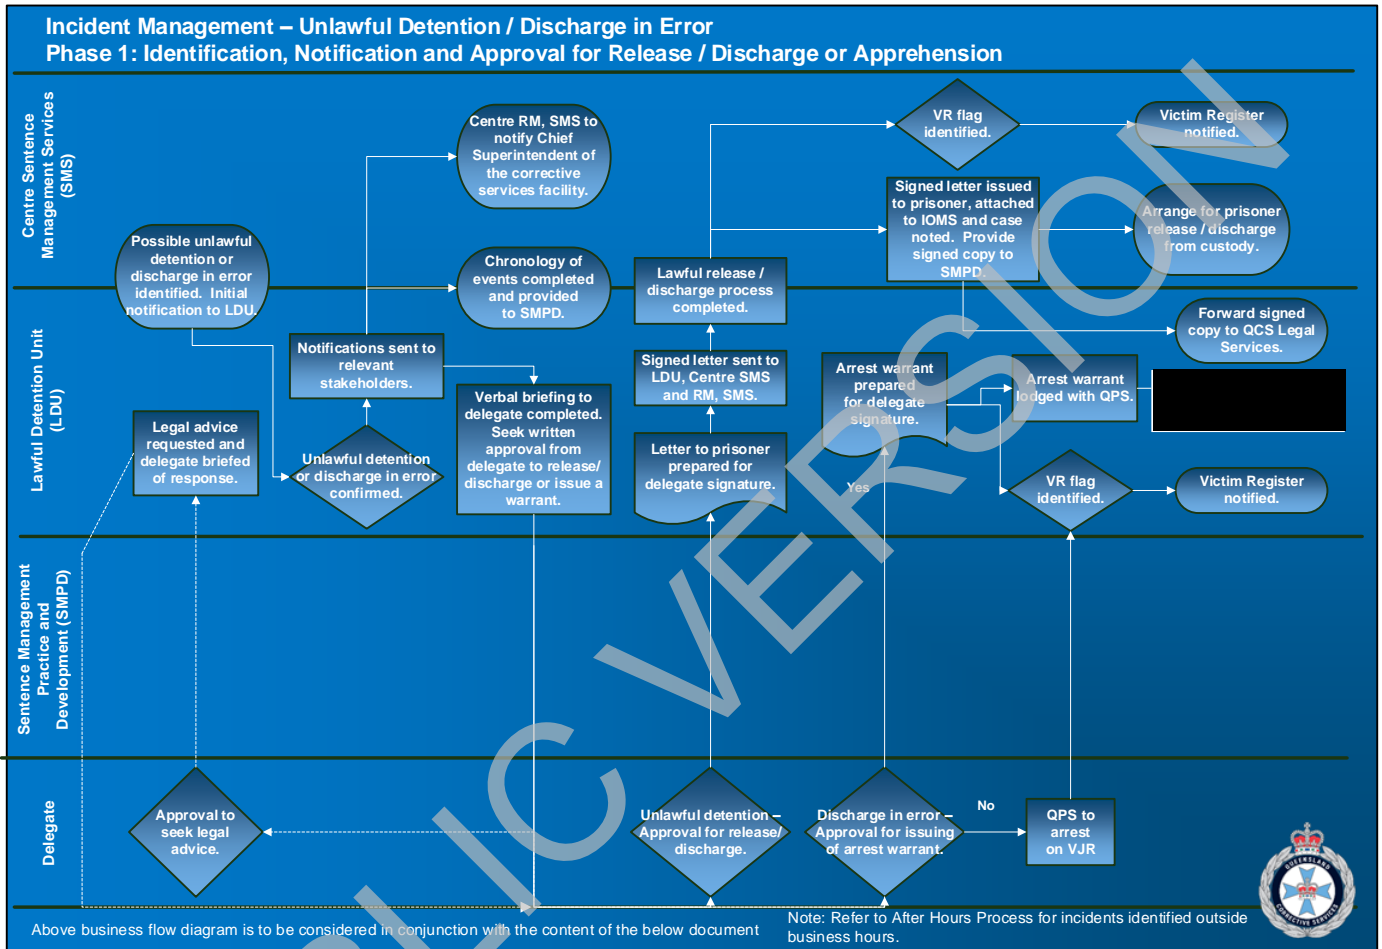 Incident Management – Unlawful Detention / Discharge in Error
Phase 1: Identification, Notification and Approval for Release / Discharge or Apprehension
Centre Sentence
Management Services
(SMS)
Possible unlawful
detention or
discharge in error
identified. Initial
notification to LDU.
Centre RM, SMS to
notify Chief
Superintendent of
the corrective
services facility.
Chronology of
events completed
and provided
to SMPD.
Lawful release /
discharge process
completed.
VR flag
identified.
Victim Register
notified.
Signed letter issued
to prisoner, attached
to IOMS and case
noted. Provide
signed copy to
SMPD.
Arrange for prisoner
release / discharge
from custody.
Lawful Detention Unit
(LDU)
Forward signed
copy to QCS Legal
Services.
Notifications sent to
relevant
stakeholders.
Legal advice
requested and
delegate briefed
of response.
Unlawful detention
or discharge in error
confirmed.
Verbal briefing to
delegate completed.
Seek written
approval from
delegate to release/
discharge or issue a
warrant.
Signed letter sent to
LDU, Centre SMS
and RM, SMS.
Letter to prisoner
prepared for
delegate signature.
Arrest warrant
prepared
for delegate
signature.
Yes
Arrest warrant
lodged with QPS.
VR flag
identified.
Victim Register
notified.
Sentence Management
Practice and
Development (SMPD)
Delegate
Approval to
seek legal
advice.
Unlawful detention –
Approval for release/
discharge.
Discharge in error –
Approval for issuing
of arrest warrant.
No
QPS to
arrest
on VJR
QUEENSLAND
CORRECTIVE SERVICES
Above business flow diagram is to be considered in conjunction with the content of the below document
Note: Refer to After Hours Process for incidents identified outside
business hours.
LIC VERSION